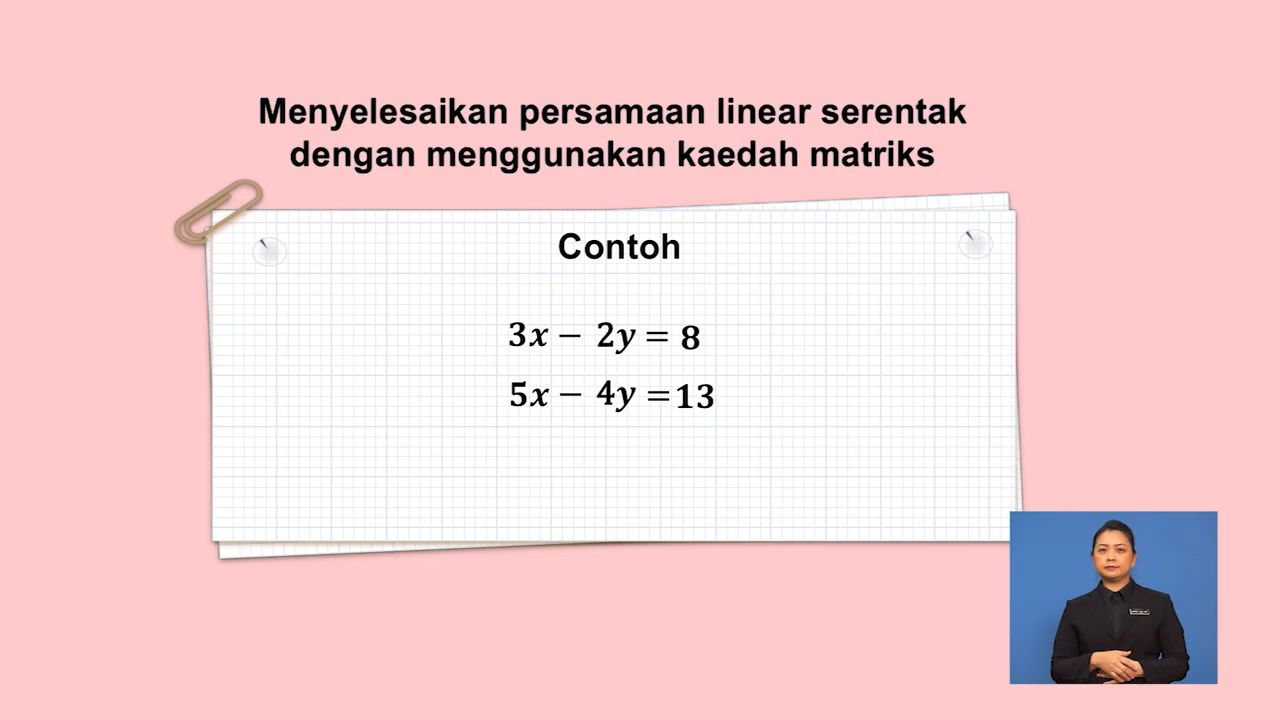 Menyelesaikan persamaan linear serentak
dengan menggunakan kaedah matriks
Contoh
3x − 2y = 8
5x − 4y =13